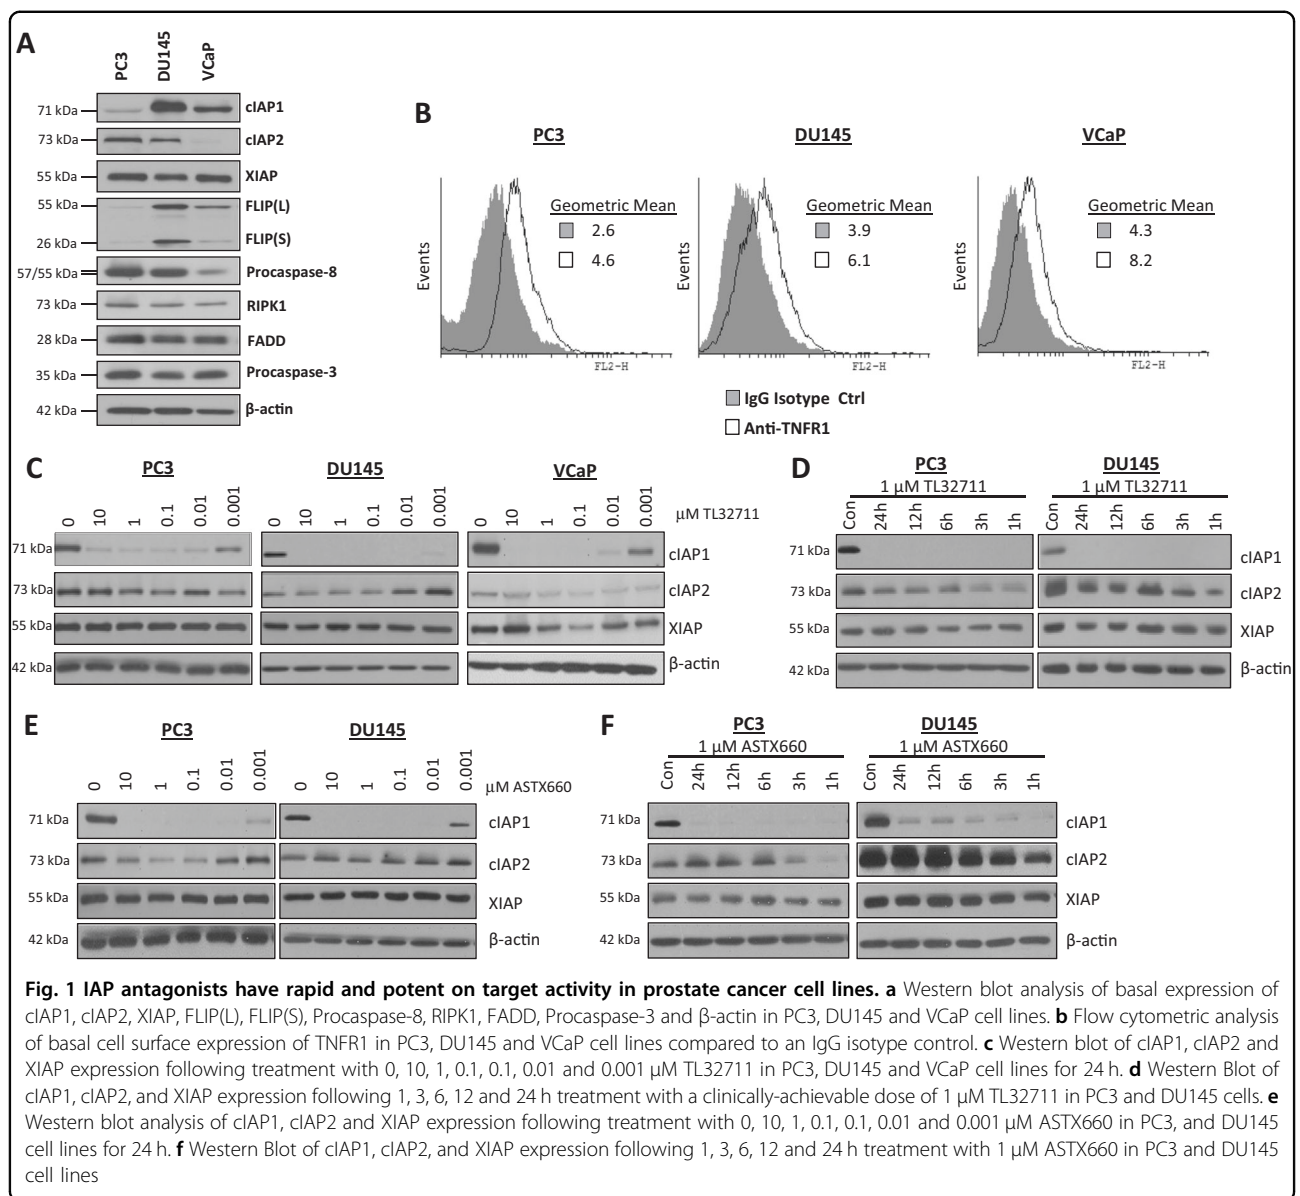 A
PC3
DU145
VCaP
71 kDa
cIAP1
73 kDa
cIAP2
55 kDa
XIAP
55 kDa
FLIP(L)
26 kDa
FLIP(S)
57/55 kDa
Procaspase-8
73 kDa
RIPK1
28 kDa
FADD
35 kDa
Procaspase-3
42 kDa
β-actin
B
PC3
DU145
VCaP
Events
Geometric Mean
2.6
4.6
FL2-H
Events
Geometric Mean
3.9
6.1
FL2-H
Events
Geometric Mean
4.3
8.2
FL2-H
IgG Isotype Ctrl
Anti-TNFR1
C
PC3
DU145
VCaP
0 10 1 0.1 0.01 0.001
0 10 1 0.1 0.01 0.001
0 10 1 0.1 0.01 0.001
μM TL32711
71 kDa
cIAP1
73 kDa
cIAP2
55 kDa
XIAP
42 kDa
β-actin
D
PC3
DU145
1 μM TL32711
1 μM TL32711
Con 24h 12h 6h 3h 1h
Con 24h 12h 6h 3h 1h
71 kDa
cIAP1
73 kDa
cIAP2
55 kDa
XIAP
42 kDa
β-actin
E
PC3
DU145
0 10 1 0.1 0.01 0.001
0 10 1 0.1 0.01 0.001
μM ASTX660
71 kDa
cIAP1
73 kDa
cIAP2
55 kDa
XIAP
42 kDa
β-actin
F
PC3
DU145
1 μM ASTX660
1 μM ASTX660
Con 24h 12h 6h 3h 1h
Con 24h 12h 6h 3h 1h
71 kDa
cIAP1
73 kDa
cIAP2
55 kDa
XIAP
42 kDa
β-actin
Fig. 1 IAP antagonists have rapid and potent on target activity in prostate cancer cell lines. a Western blot analysis of basal expression of
cIAP1, cIAP2, XIAP, FLIP(L), FLIP(S), Procaspase-8, RIPK1, FADD, Procaspase-3 and β-actin in PC3, DU145 and VCaP cell lines. b Flow cytometric analysis
of basal cell surface expression of TNFR1 in PC3, DU145 and VCaP cell lines compared to an IgG isotype control. c Western blot of cIAP1, cIAP2 and
XIAP expression following treatment with 0, 10, 1, 0.1, 0.1, 0.01 and 0.001 μM TL32711 in PC3, DU145 and VCaP cell lines for 24 h. d Western Blot of
cIAP1, cIAP2, and XIAP expression following 1, 3, 6, 12 and 24 h treatment with a clinically-achievable dose of 1 μM TL32711 in PC3 and DU145 cells. e
Western blot analysis of cIAP1, cIAP2 and XIAP expression following treatment with 0, 10, 1, 0.1, 0.1, 0.01 and 0.001 μM ASTX660 in PC3, and DU145
cell lines for 24 h. f Western Blot of cIAP1, cIAP2, and XIAP expression following 1, 3, 6, 12 and 24 h treatment with 1 μM ASTX660 in PC3 and DU145
cell lines